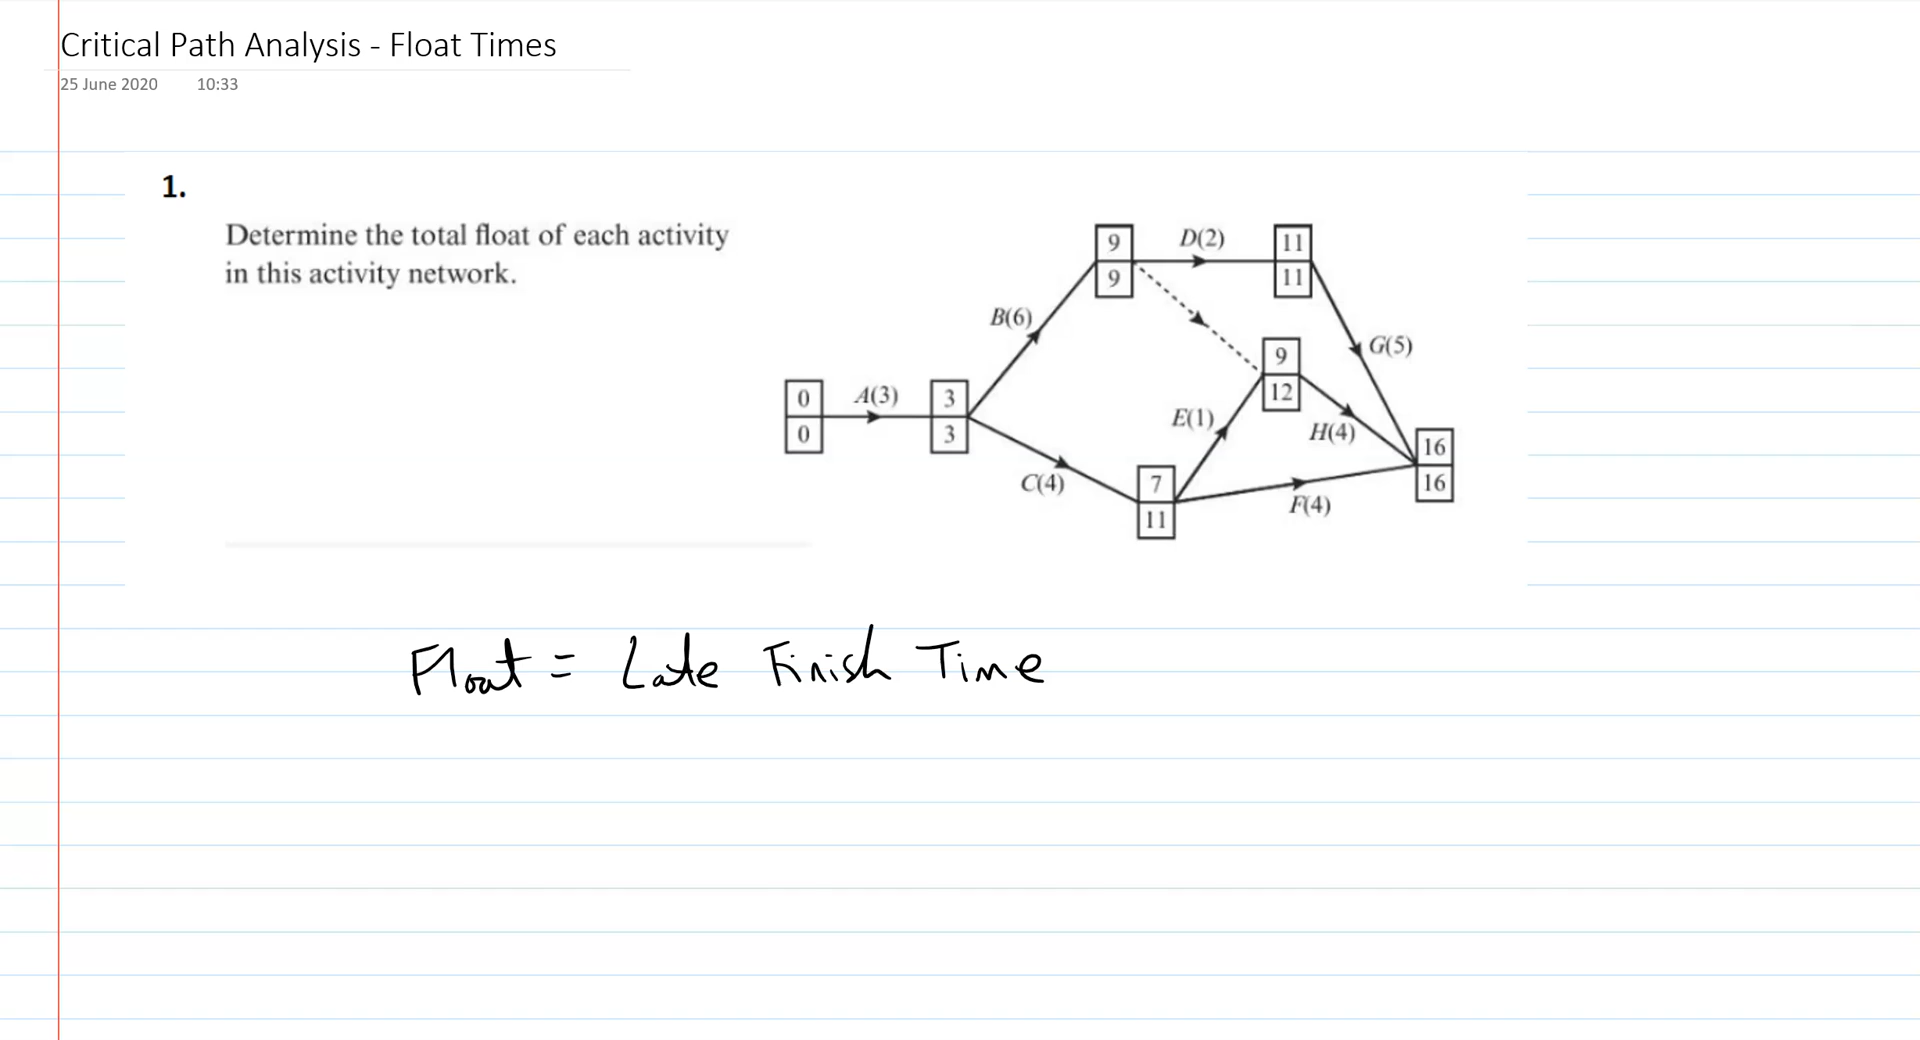 Critical Path Analysis - Float Times
25 June 2020 10:33
1.
Determine the total float of each activity
in this activity network.
9
9
D(2)
11
11
B(6)
G(5)
9
12
0
0
A(3)
3
3
E(1)
H(4)
16
16
C(4)
7
11
F(4)
Float = Late Finish Time